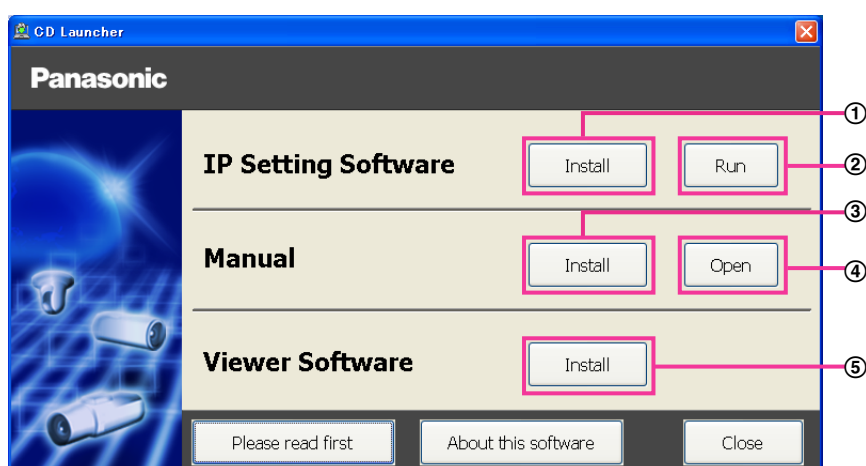 CD Launcher
Panasonic
①
IP Setting Software Install Run ②
③
Manual Install Open ④
Viewer Software Install ⑤
Please read first About this software Close